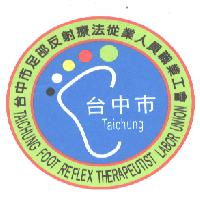 台中市足部反射療法從業人員職業工會
台中市
Taichung
TAICHUNG FOOT REFLEX THERAPEUTIST LABOR UNION